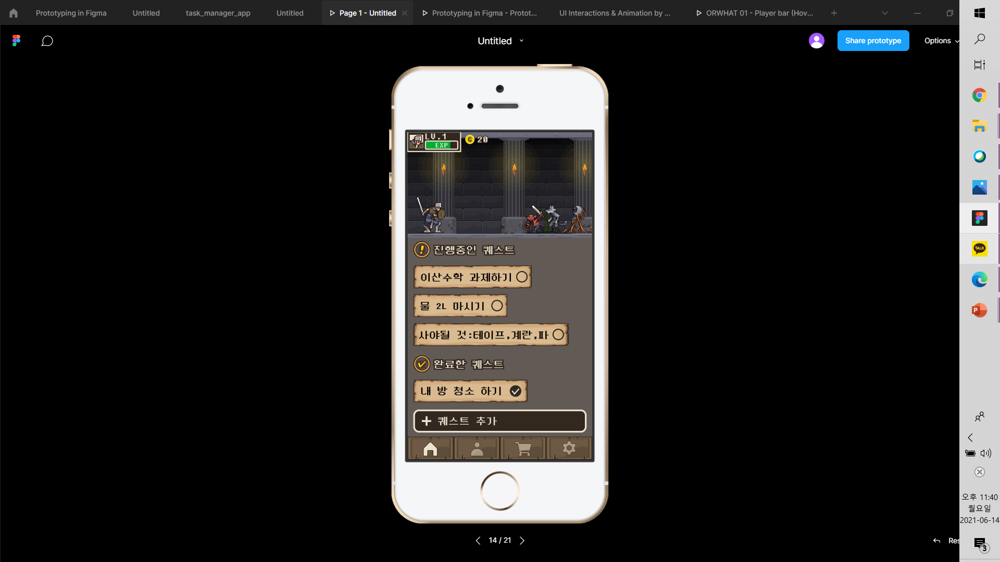 Prototyping in Figma
Untitled
task_manager_app
Untitled
Page 1 - Untitled
Prototyping in Figma - Protot...
UI Interactions & Animation by ...
ORWHAT 01 - Player bar (Hov...
Untitled
Share prototype
Options
LV.1
EXP
G 20
진행중인 퀘스트
이산수학 과제하기
물 2L 마시기
사야될 것:테이프,계란,파
완료한 퀘스트
내 방 청소 하기
+ 퀘스트 추가
14 / 21
Res
TALK
P
오후 11:40
월요일
2021-06-14
3